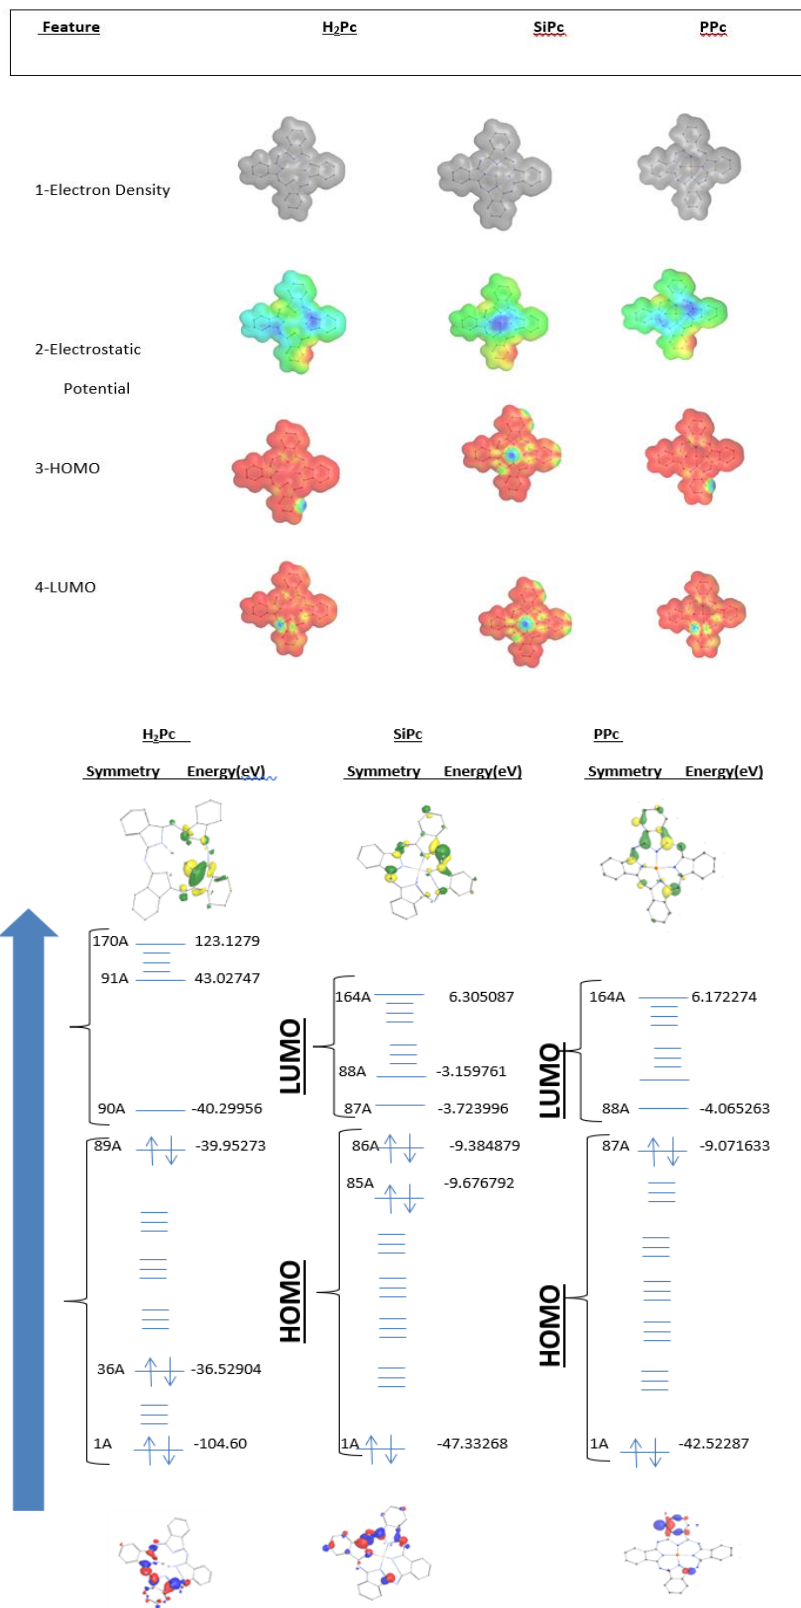 Feature H₂Pc SiPc PPc
1-Electron Density
2-Electrostatic
Potential
3-HOMO
4-LUMO
H₂Pc SiPc PPc
Symmetry Energy(eV) Symmetry Energy(eV) Symmetry Energy(eV)
170A 123.1279
91A 43.02747
164A 6.305087 164A 6.172274
LUMO LUMO
88A -3.159761
90A -40.29956 87A -3.723996 88A -4.065263
89A -39.95273 86A -9.384879 87A -9.071633
85A -9.676792
HOMO HOMO
36A -36.52904
1A -104.60 1A -47.33268 1A -42.52287